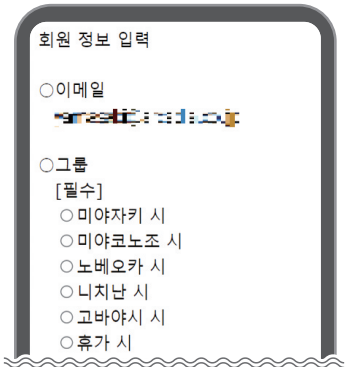 회원 정보 입력
○이메일
○그룹
[필수]
○미야자키 시
○미야코노조 시
○노베오카 시
○니치난 시
○고바야시 시
○휴가 시